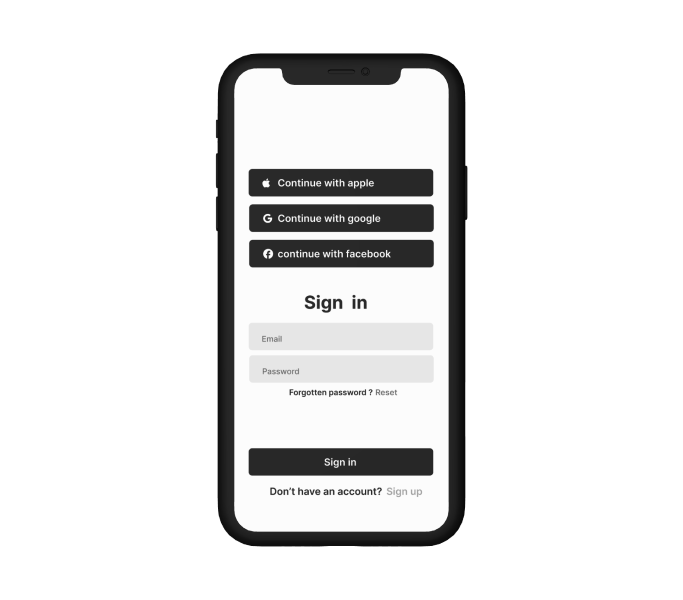 Continue with apple
Continue with google
continue with facebook
Sign in
Email
Password
Forgotten password ? Reset
Sign in
Don’t have an account? Sign up